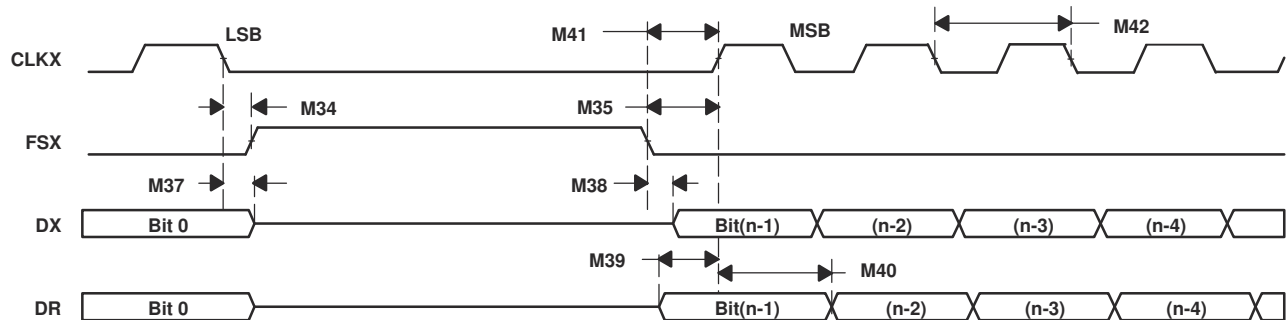 LSB M41 MSB M42
CLKX
M34 M35
FSX
M37 M38
DX Bit 0 Bit(n-1) (n-2) (n-3) (n-4)
M39 M40
DR Bit 0 Bit(n-1) (n-2) (n-3) (n-4)